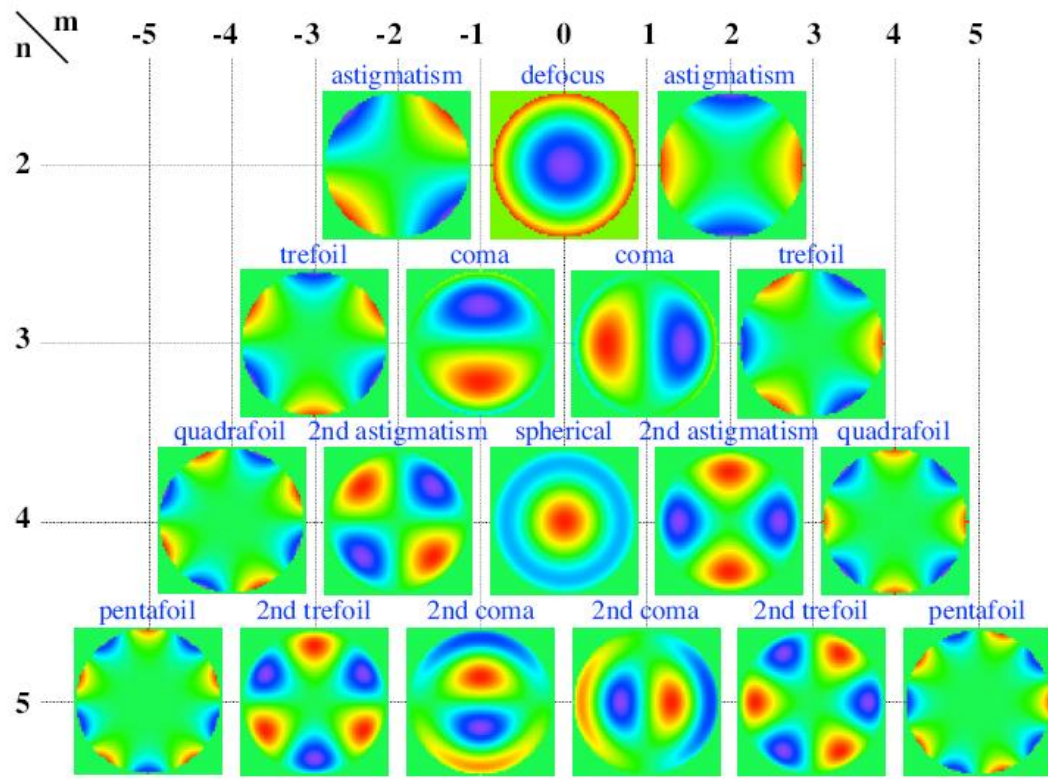 m
n
-5 -4 -3 -2 -1 0 1 2 3 4 5
astigmatism defocus astigmatism
2
trefoil coma coma trefoil
3
quadrafoil 2nd astigmatism spherical 2nd astigmatism quadrafoil
4
pentafoil 2nd trefoil 2nd coma 2nd coma 2nd trefoil pentafoil
5